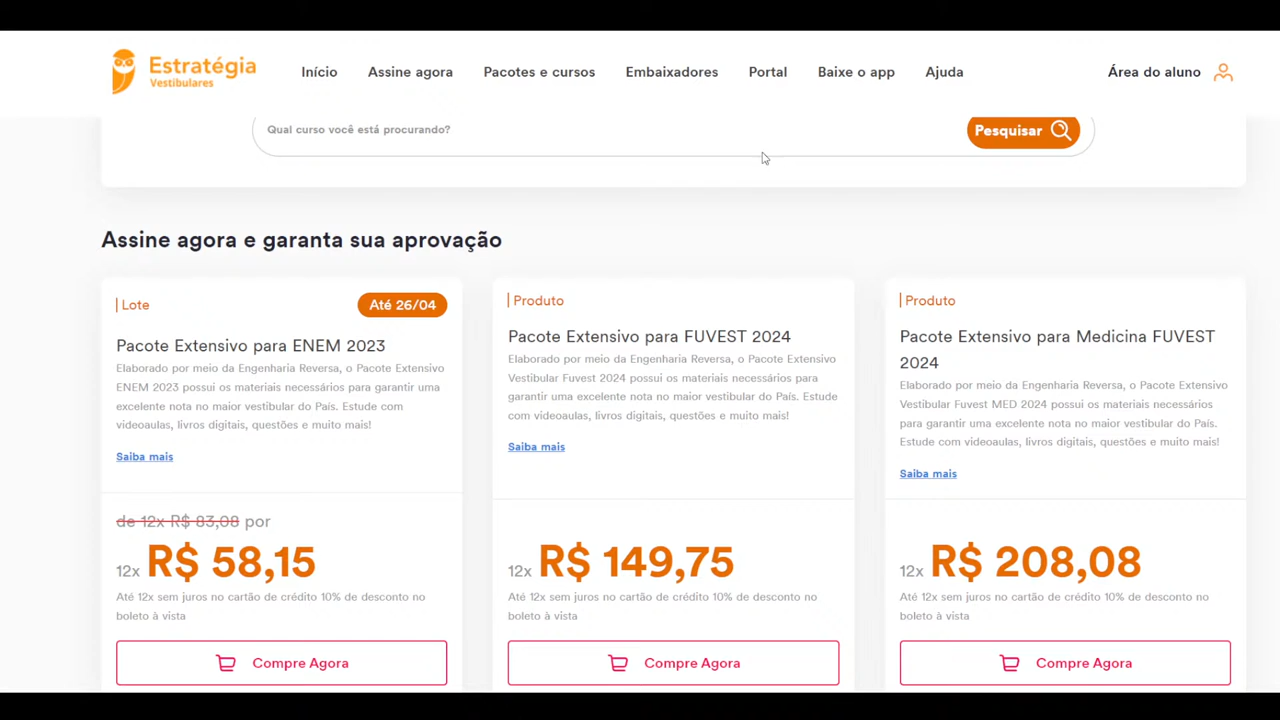 Estratégia
Vestibulares
Início
Assine agora
Pacotes e cursos
Embaixadores
Portal
Baixe o app
Ajuda
Área do aluno
Qual curso você está procurando?
Pesquisar
Assine agora e garanta sua aprovação
Lote
Até 26/04
Pacote Extensivo para ENEM 2023
Elaborado por meio da Engenharia Reversa, o Pacote Extensivo
ENEM 2023 possui os materiais necessários para garantir uma
excelente nota no maior vestibular do País. Estude com
videoaulas, livros digitais, questões e muito mais!
Saiba mais
de 12x R$ 83,08 por
12x R$ 58,15
Até 12x sem juros no cartão de crédito 10% de desconto no
boleto à vista
Compre Agora
Produto
Pacote Extensivo para FUVEST 2024
Elaborado por meio da Engenharia Reversa, o Pacote Extensivo
Vestibular Fuvest 2024 possui os materiais necessários para
garantir uma excelente nota no maior vestibular do País. Estude
com videoaulas, livros digitais, questões e muito mais!
Saiba mais
12x R$ 149,75
Até 12x sem juros no cartão de crédito 10% de desconto no
boleto à vista
Compre Agora
Produto
Pacote Extensivo para Medicina FUVEST
2024
Elaborado por meio da Engenharia Reversa, o Pacote Extensivo
Vestibular Fuvest MED 2024 possui os materiais necessários
para garantir uma excelente nota no maior vestibular do País.
Estude com videoaulas, livros digitais, questões e muito mais!
Saiba mais
12x R$ 208,08
Até 12x sem juros no cartão de crédito 10% de desconto no
boleto à vista
Compre Agora